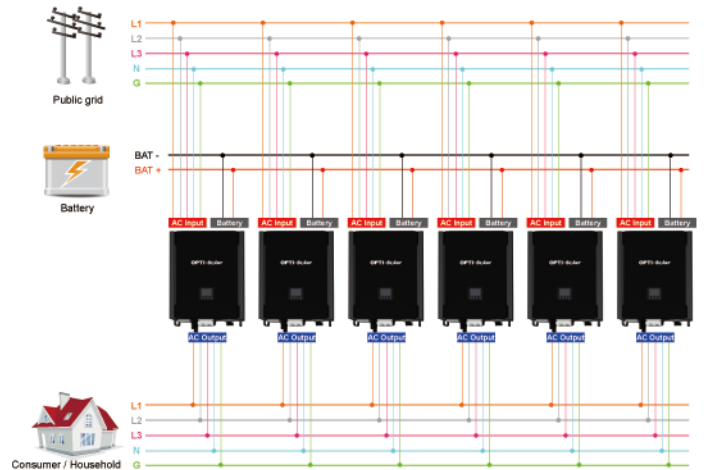 L1
L2
L3
N
G
Public grid
BAT -
BAT +
Battery
AC Input Battery AC Input Battery AC Input Battery AC Input Battery AC Input Battery AC Input Battery
OPTI-Solar OPTI-Solar OPTI-Solar OPTI-Solar OPTI-Solar OPTI-Solar
AC Output AC Output AC Output AC Output AC Output AC Output
L1
L2
L3
N
G
Consumer / Household